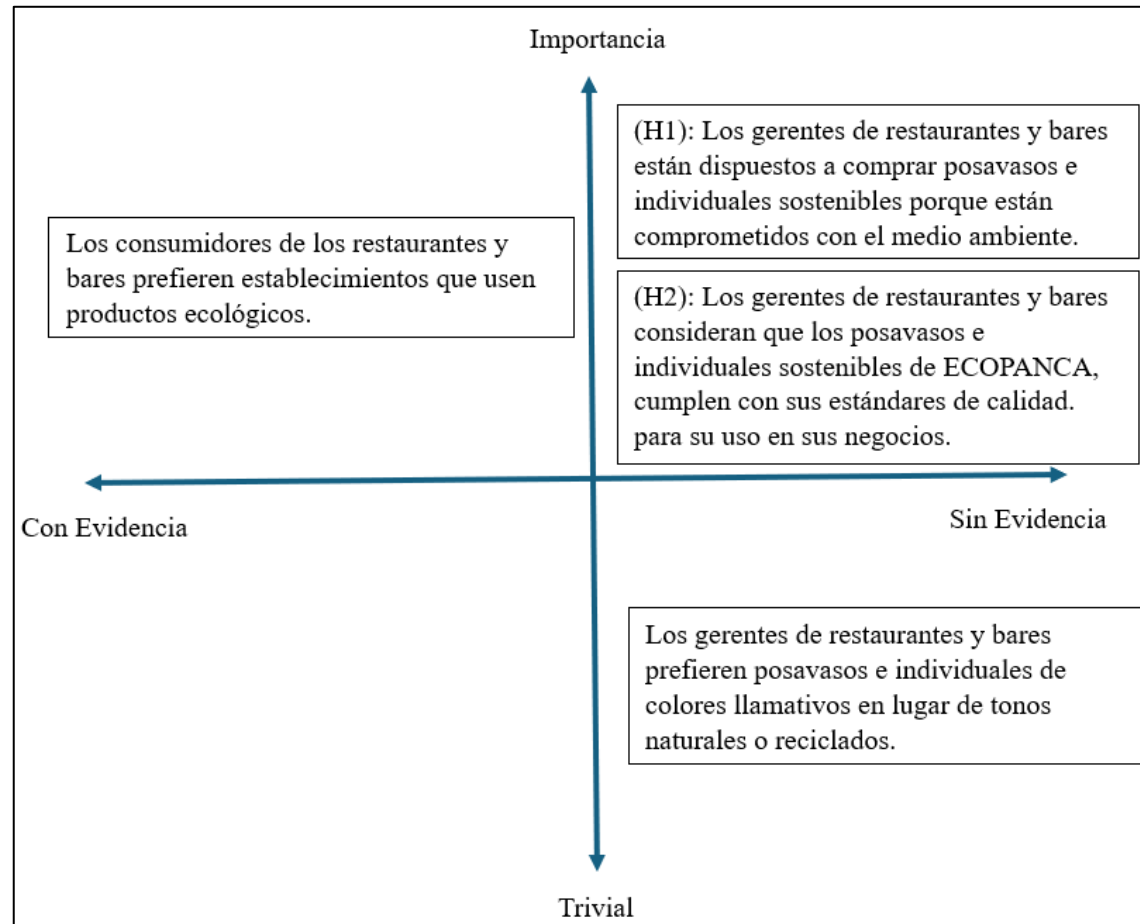 Importancia
(H1): Los gerentes de restaurantes y bares
están dispuestos a comprar posavasos e
individuales sostenibles porque están
comprometidos con el medio ambiente.
Los consumidores de los restaurantes y
bares prefieren establecimientos que usen
productos ecológicos.
(H2): Los gerentes de restaurantes y bares
consideran que los posavasos e
individuales sostenibles de ECOPANCA,
cumplen con sus estándares de calidad.
para su uso en sus negocios.
Con Evidencia
Sin Evidencia
Los gerentes de restaurantes y bares
prefieren posavasos e individuales de
colores llamativos en lugar de tonos
naturales o reciclados.
Trivial